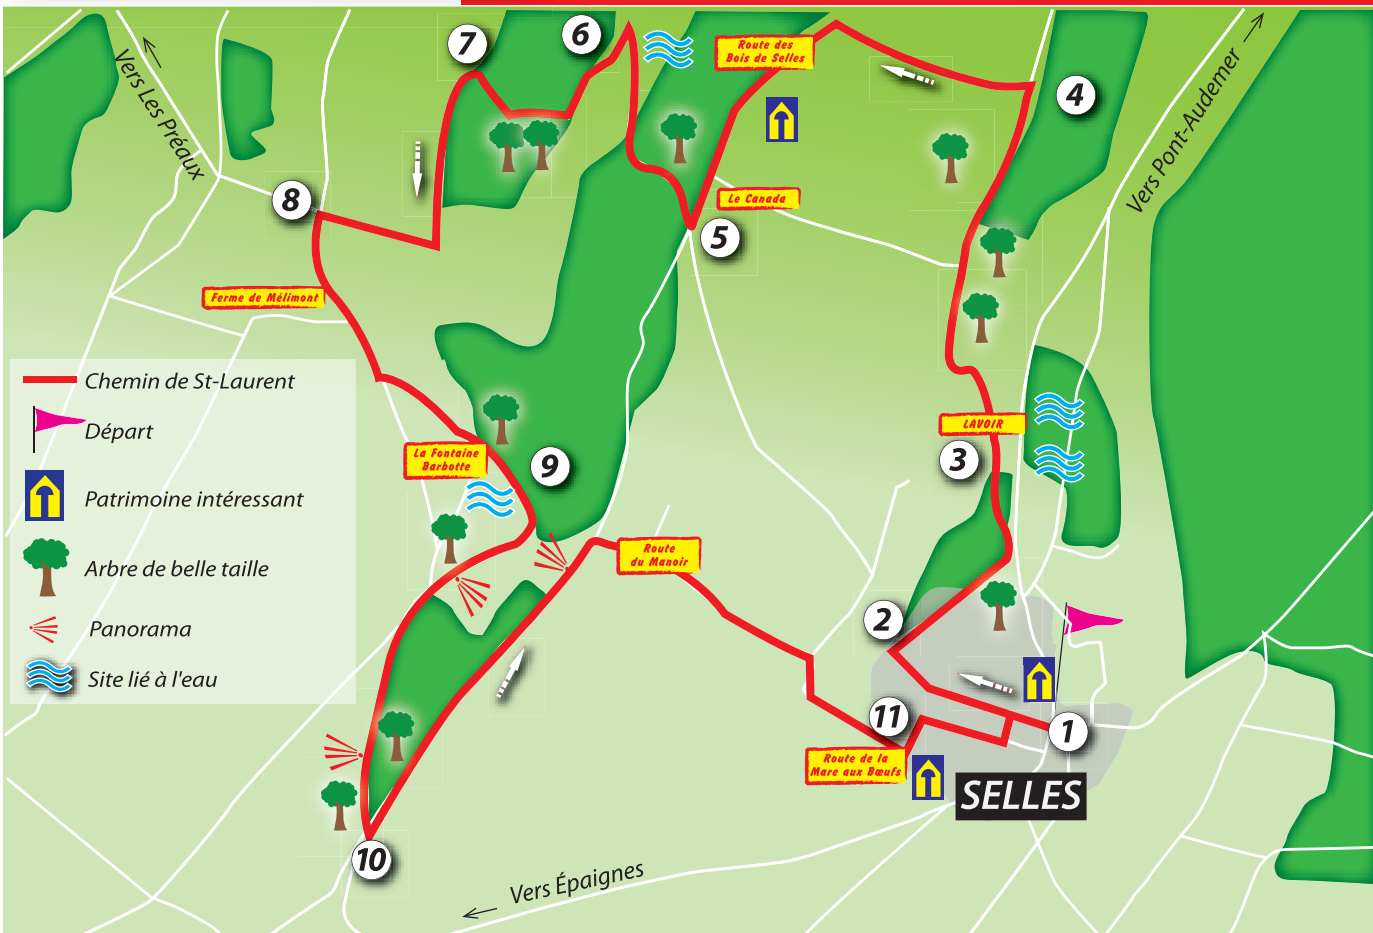 7
6
Route des
Bois de Selles
4
Vers Les Préaux
Vers Pont-Audemer
8
Le Canada
5
Ferme de Mélimont
Chemin de St-Laurent
Départ
Patrimoine intéressant
Arbre de belle taille
Panorama
Site lié à l'eau
LAVOIR
3
La Fontaine
Barbotte
9
Route
du Manoir
2
11
1
Route de la
Mare aux Bœufs
SELLES
10
Vers Épaignes